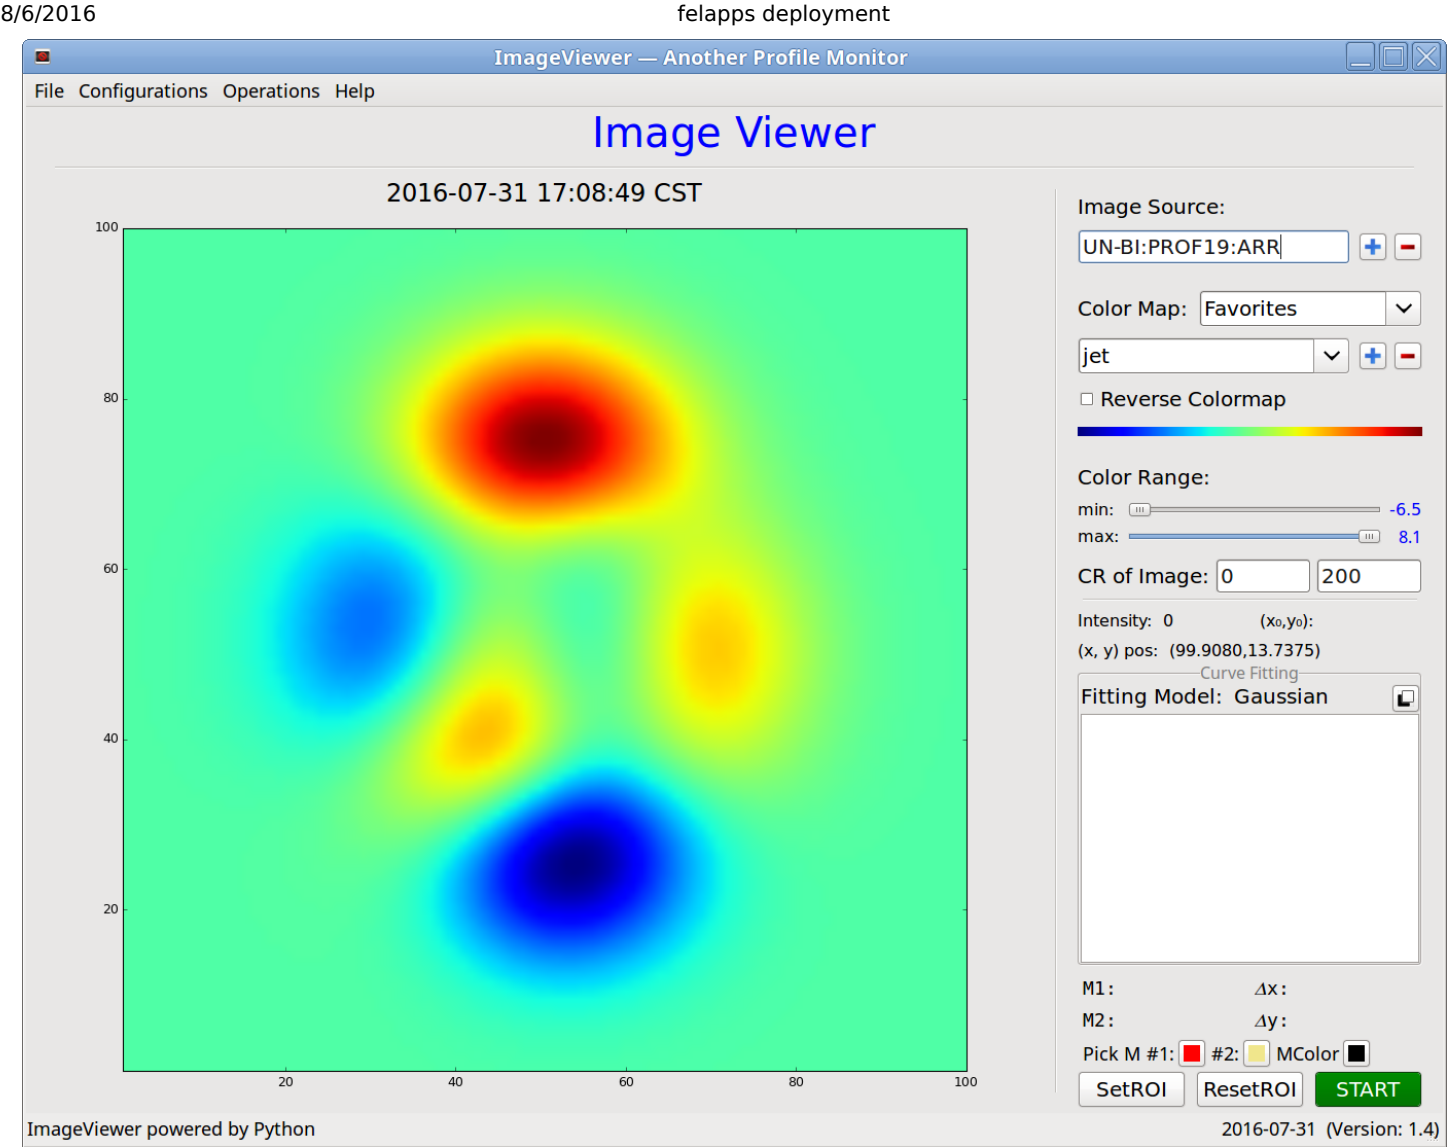 8/6/2016 felapps deployment
ImageViewer — Another Profile Monitor
File Configurations Operations Help
Image Viewer
2016-07-31 17:08:49 CST
100
80
60
40
20
20 40 60 80 100
Image Source:
UN-BI:PROF19:ARR
Color Map: Favorites
jet
Reverse Colormap
Color Range:
min: -6.5
max: 8.1
CR of Image: 0 200
Intensity: 0 (x₀,y₀):
(x, y) pos: (99.9080,13.7375)
Curve Fitting
Fitting Model: Gaussian
M1: Δx:
M2: Δy:
Pick M #1: #2: MColor
SetROI ResetROI START
ImageViewer powered by Python 2016-07-31 (Version: 1.4)